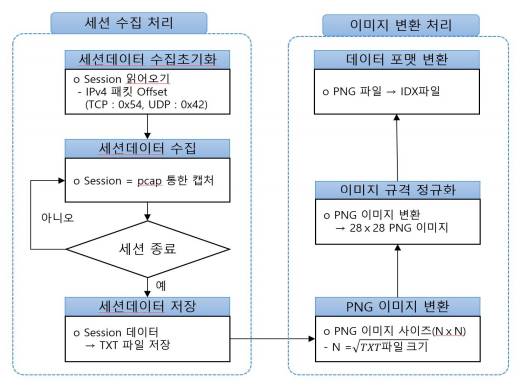 세션 수집 처리
세션데이터 수집초기화
o Session 읽어오기
- IPv4 패킷 Offset
(TCP : 0x54, UDP : 0x42)
세션데이터 수집
o Session = pcap 통한 캡처
아니오
세션 종료
예
세션데이터 저장
o Session 데이터
→ TXT 파일 저장
이미지 변환 처리
데이터 포맷 변환
o PNG 파일 → IDX파일
이미지 규격 정규화
o PNG 이미지 변환
→ 28 x 28 PNG 이미지
PNG 이미지 변환
o PNG 이미지 사이즈(N x N)
- N =√TXT파일 크기